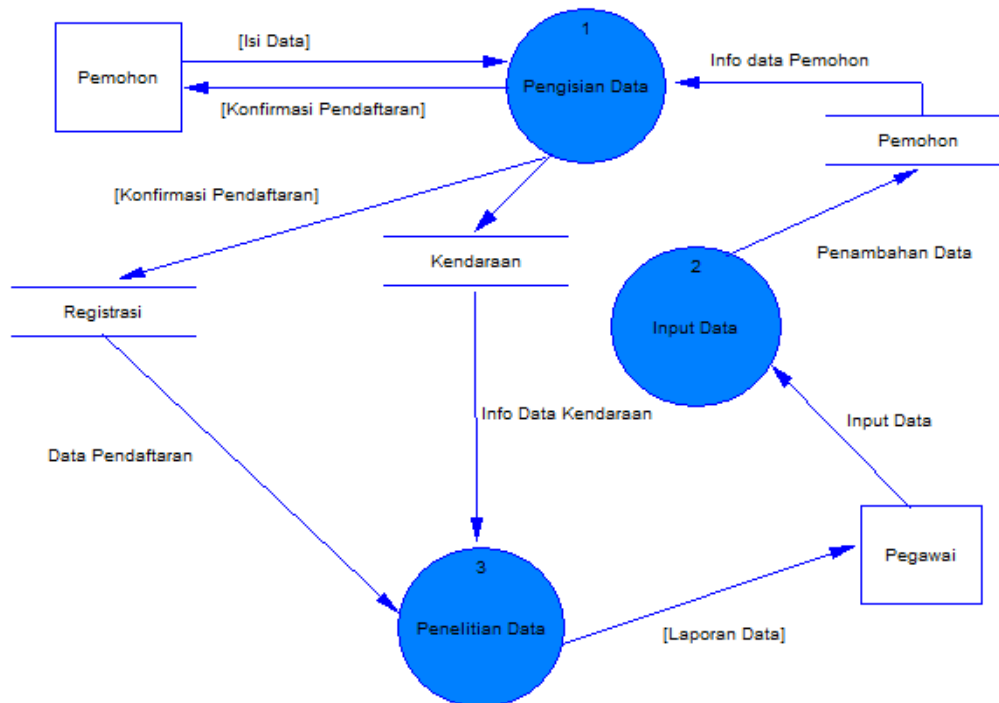 1
[Isi Data]
Info data Pemohon
Pemohon
Pengisian Data
[Konfirmasi Pendaftaran]
Pemohon
[Konfirmasi Pendaftaran]
Kendaraan
Penambahan Data
2
Registrasi
Input Data
Info Data Kendaraan
Input Data
Data Pendaftaran
Pegawai
3
Penelitian Data
[Laporan Data]